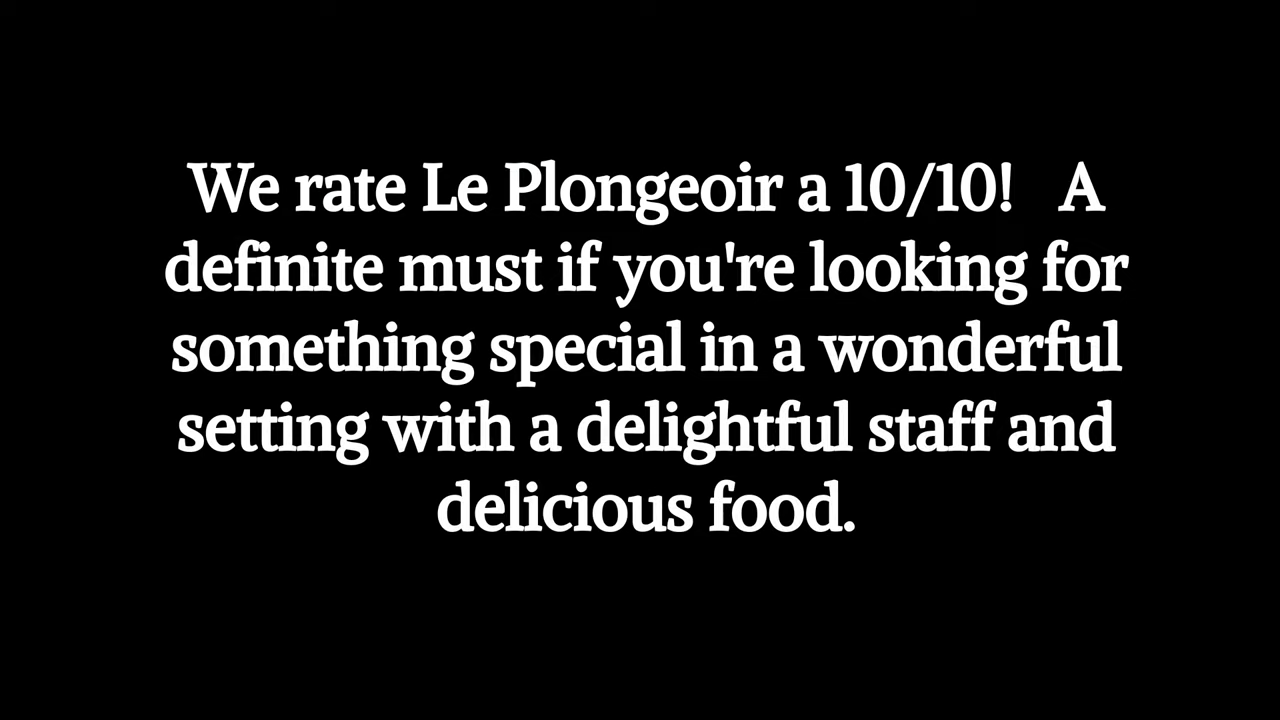 We rate Le Plongeoir a 10/10!   A
definite must if you're looking for
something special in a wonderful
setting with a delightful staff and
delicious food.